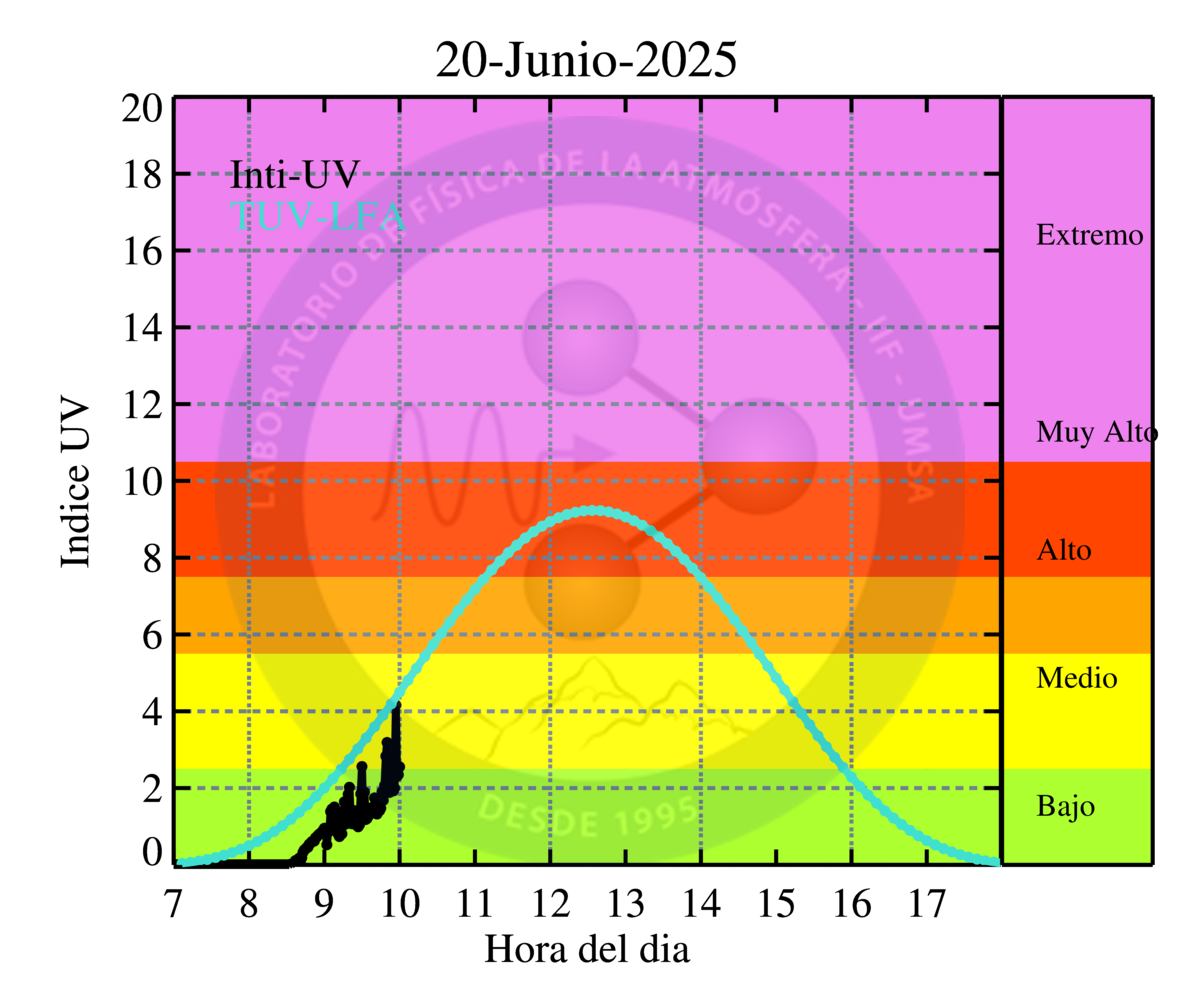 20-Junio-2025
Inti-UV
TUV-LFA
LABORATORIO DE FÍSICA DE LA ATMÓSFERA - IIF - UMSA
DESDE 1995
Indice UV
20
18
16
14
12
10
8
6
4
2
0
Extremo
Muy Alto
Alto
Medio
Bajo
7 8 9 10 11 12 13 14 15 16 17
Hora del dia